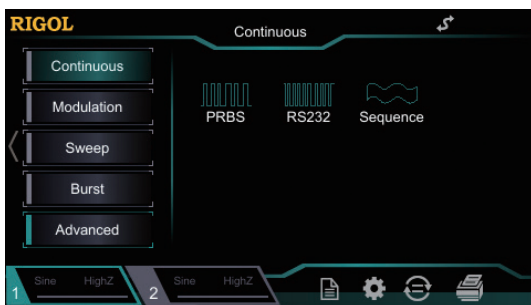 RIGOL
Continuous
Continuous
Modulation
Sweep
Burst
Advanced
PRBS
RS232
Sequence
1
Sine
HighZ
2
Sine
HighZ